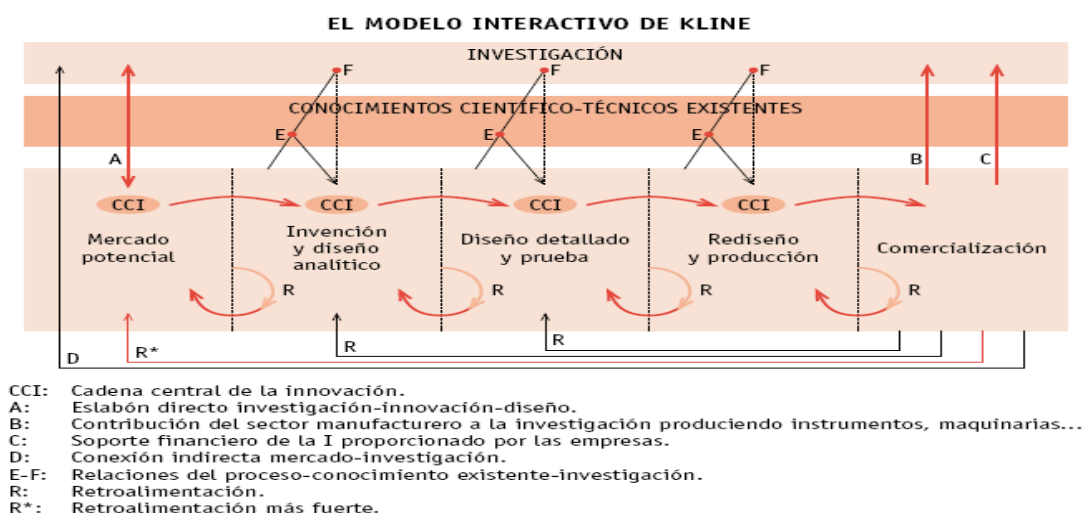 EL MODELO INTERACTIVO DE KLINE
INVESTIGACIÓN
F F F
CONOCIMIENTOS CIENTÍFICO-TÉCNICOS EXISTENTES
E E E
A B C
CCI CCI CCI CCI
Mercado
potencial
Invención
y diseño
analítico
Diseño detallado
y prueba
Rediseño
y producción
Comercialización
R R R R
D R* R R
CCI: Cadena central de la innovación.
A: Eslabón directo investigación-innovación-diseño.
B: Contribución del sector manufacturero a la investigación produciendo instrumentos, maquinarias...
C: Soporte financiero de la I proporcionado por las empresas.
D: Conexión indirecta mercado-investigación.
E-F: Relaciones del proceso-conocimiento existente-investigación.
R: Retroalimentación.
R*: Retroalimentación más fuerte.